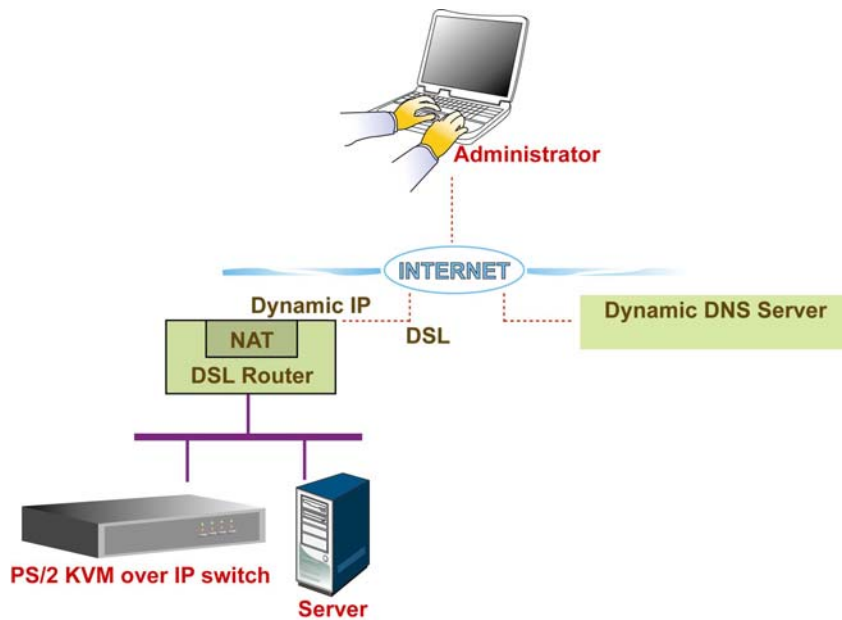 Administrator
INTERNET
Dynamic IP
DSL
Dynamic DNS Server
NAT
DSL Router
PS/2 KVM over IP switch
Server